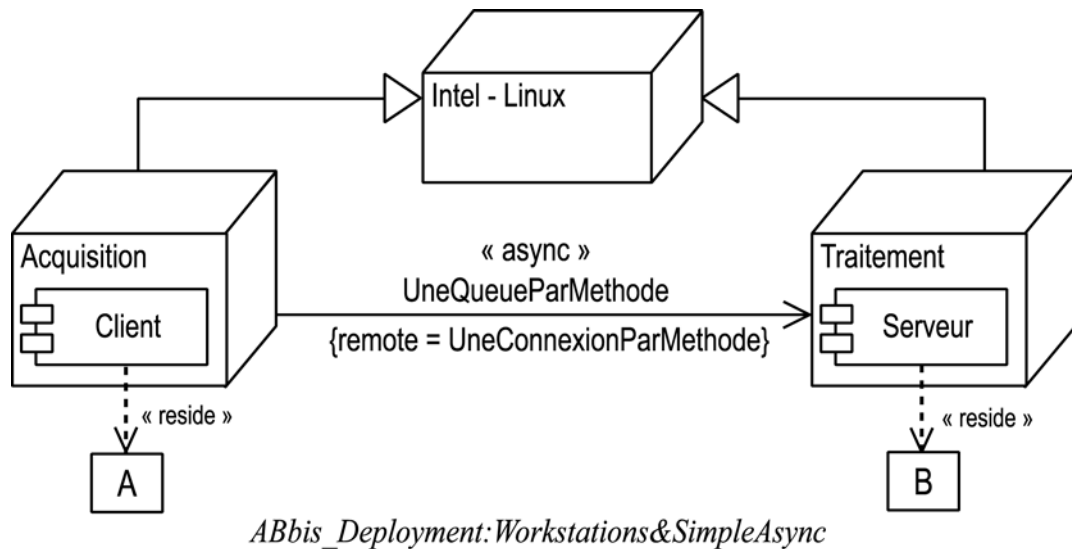 Intel - Linux
Acquisition
Client
« async »
UneQueueParMethode
{remote = UneConnexionParMethode}
Traitement
Serveur
« reside »
« reside »
A
B
ABbis_Deployment:Workstations&SimpleAsync